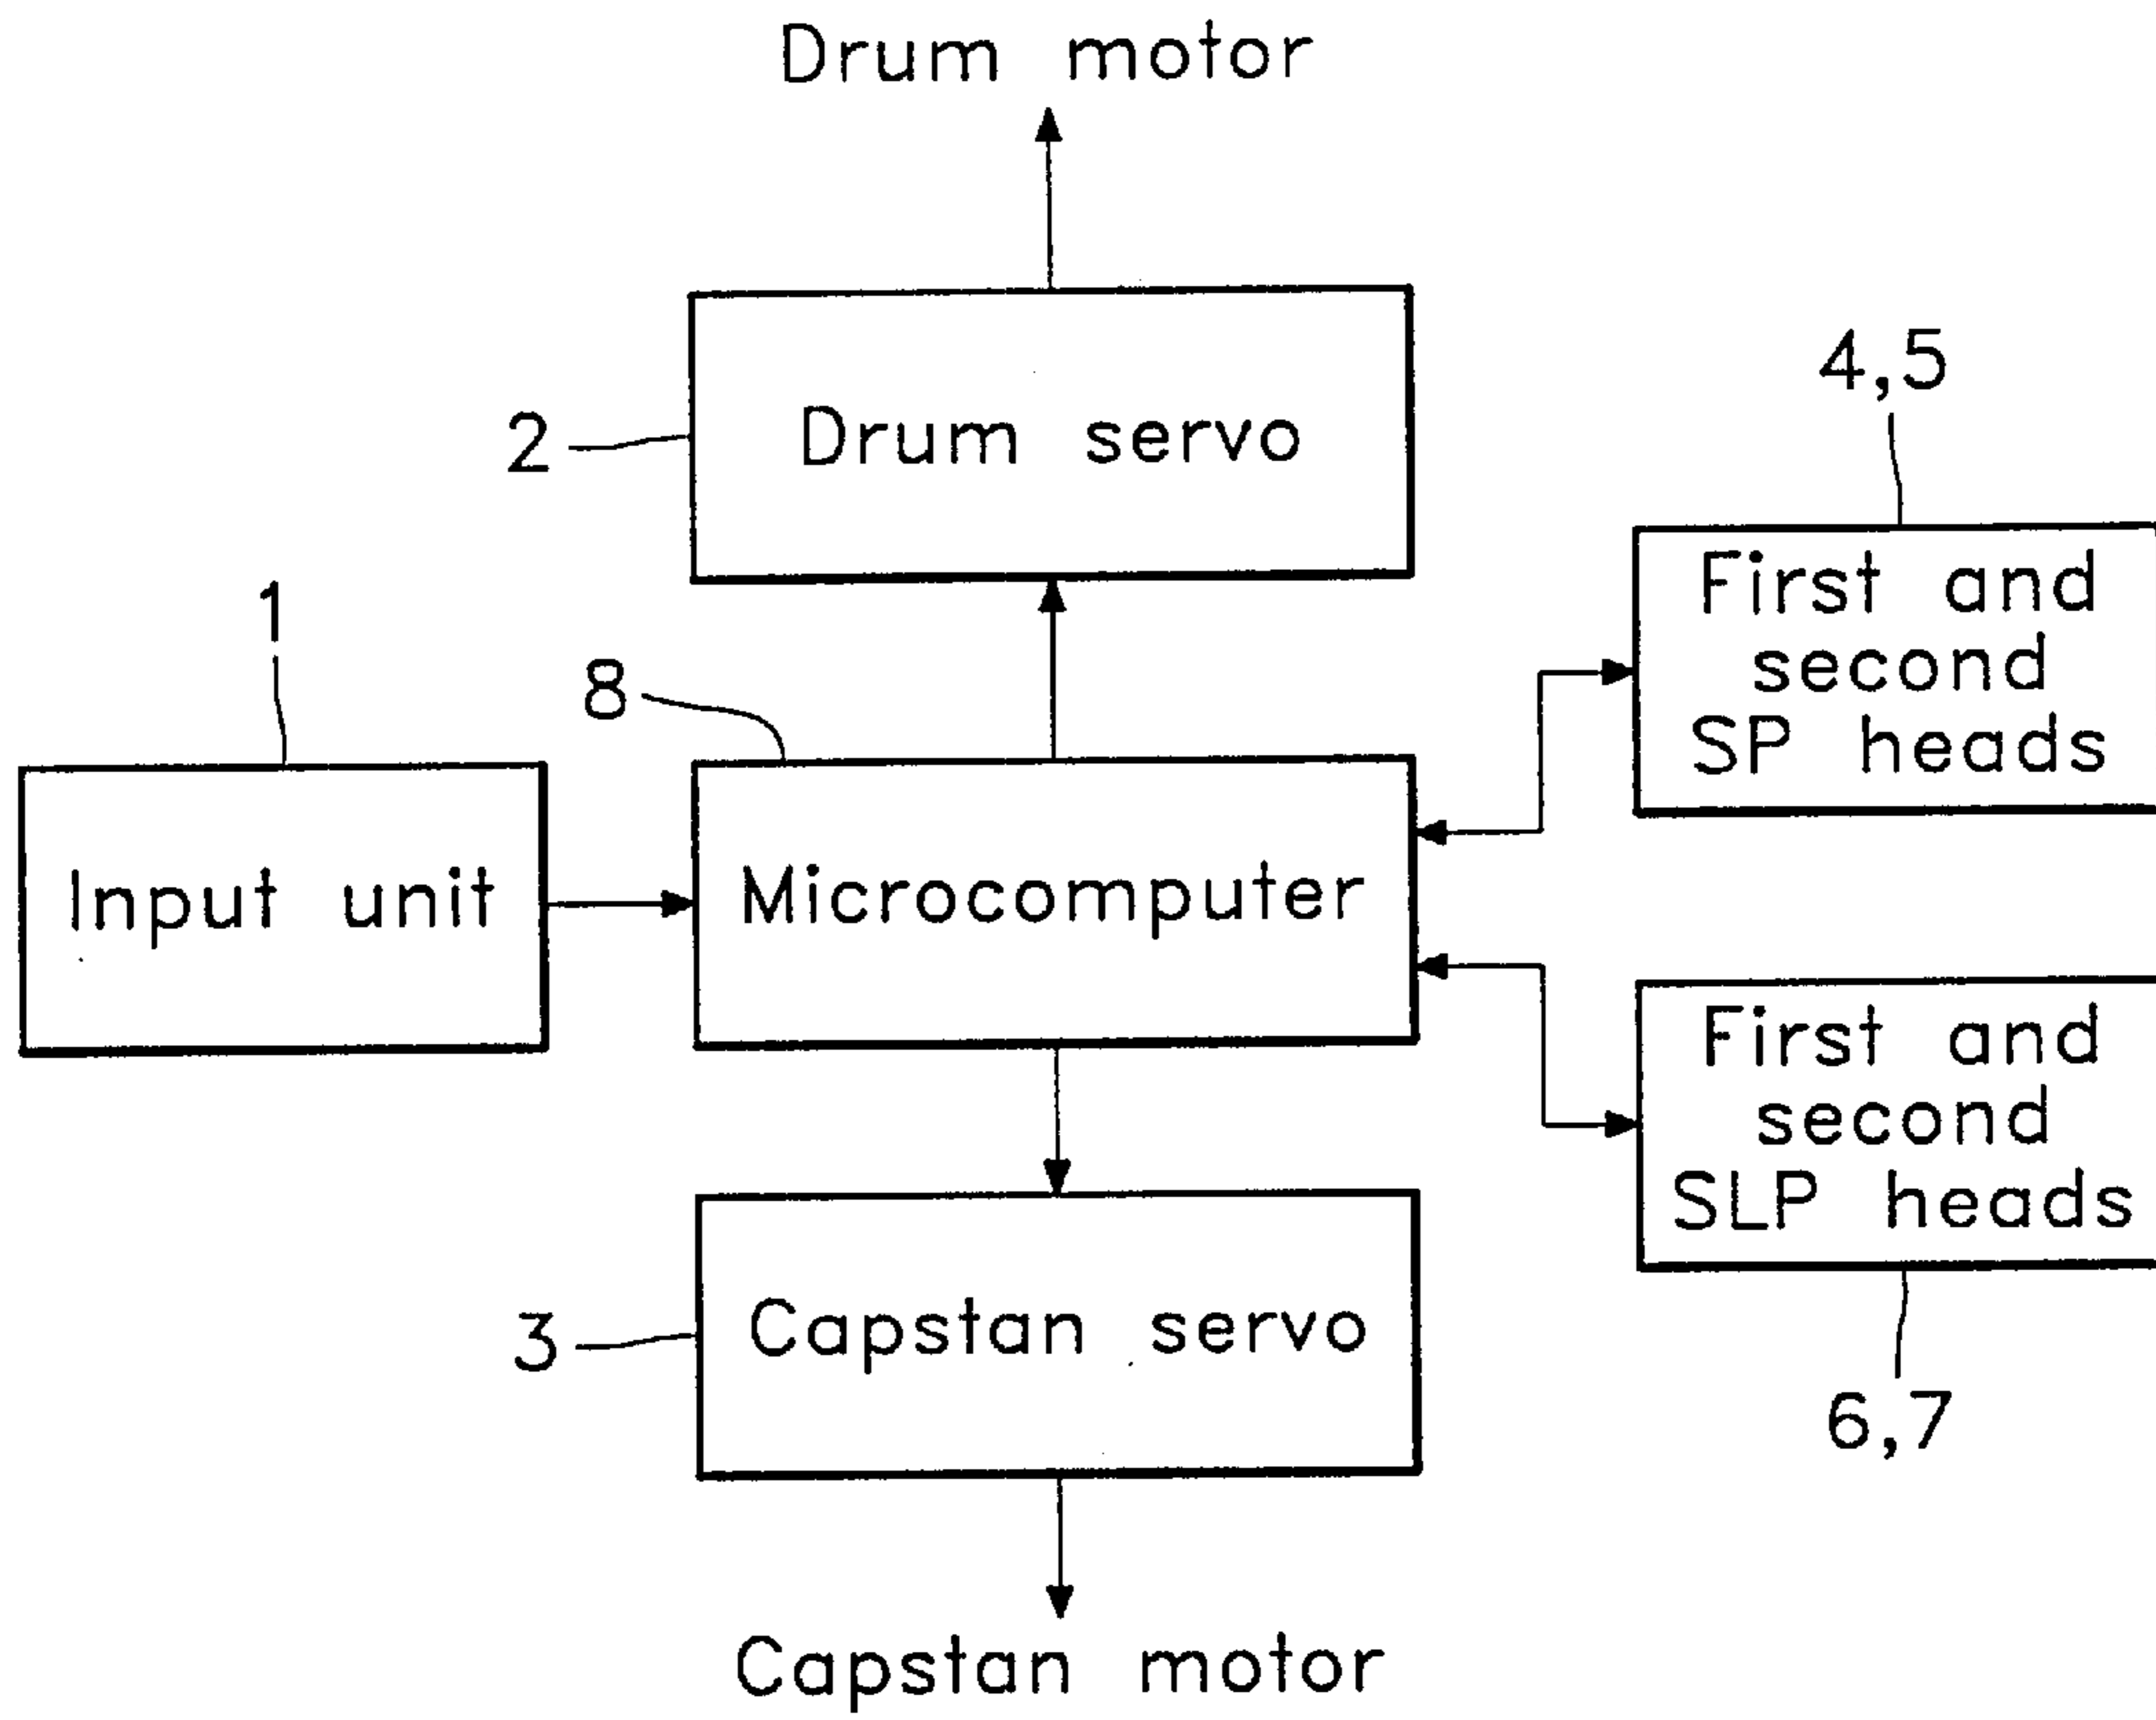 Drum motor
2
Drum servo
4,5
First and
second
SP heads
1
8
Input unit
Microcomputer
First and
second
SLP heads
6,7
3
Capstan servo
Capstan motor